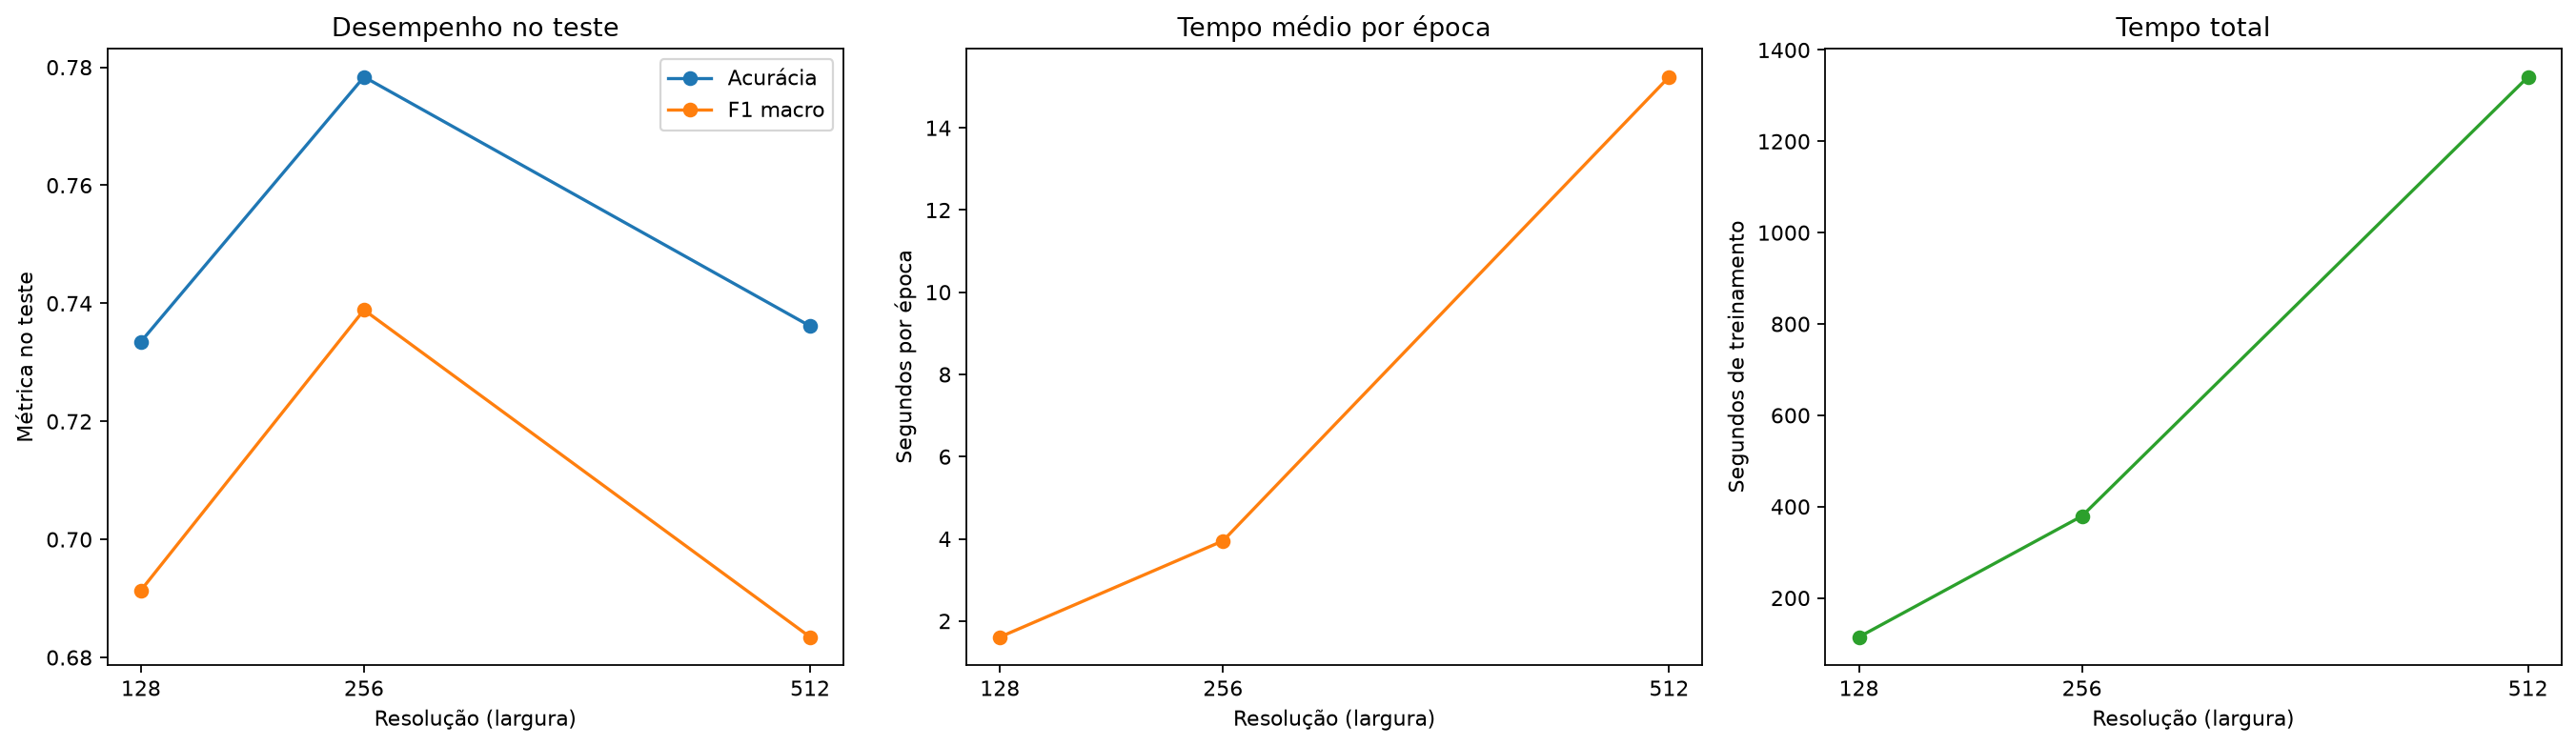 Desempenho no teste
Métrica no teste
0.78
0.76
0.74
0.72
0.70
0.68
Acurácia
F1 macro
128 256 512
Resolução (largura)
Tempo médio por época
Segundos por época
14
12
10
8
6
4
2
128 256 512
Resolução (largura)
Tempo total
Segundos de treinamento
1400
1200
1000
800
600
400
200
128 256 512
Resolução (largura)